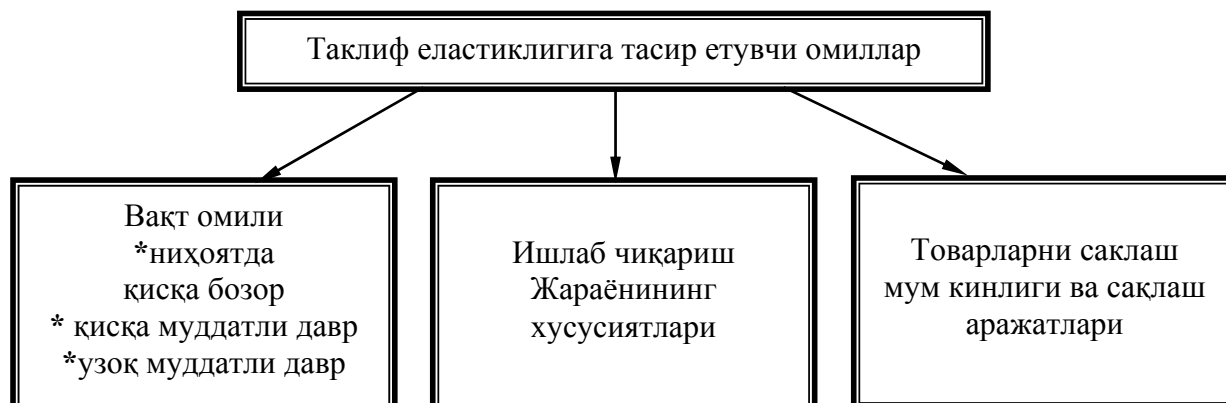 Таклиф еластиклигига тасир етувчи омиллар
Вақт омили
*ниҳоятда
қисқа бозор
* қисқа муддатли давр
*узоқ муддатли давр
Ишлаб чиқариш
Жараёнининг
хусусиятлари
Товарларни саклаш
мум кинлиги ва сақлаш
аражатлари